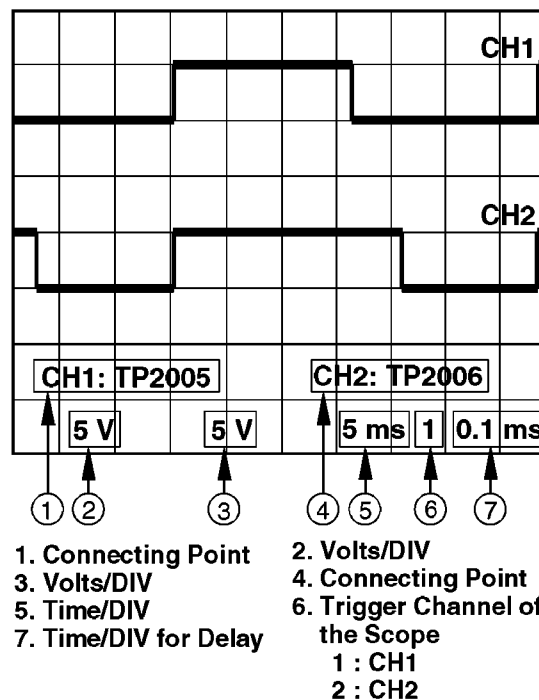 CH1
CH2
CH1: TP2005 CH2: TP2006
5 V 5 V 5 ms 1 0.1 ms
1 2 3 4 5 6 7
1. Connecting Point 2. Volts/DIV
3. Volts/DIV 4. Connecting Point
5. Time/DIV 6. Trigger Channel of
7. Time/DIV for Delay the Scope
1 : CH1
2 : CH2